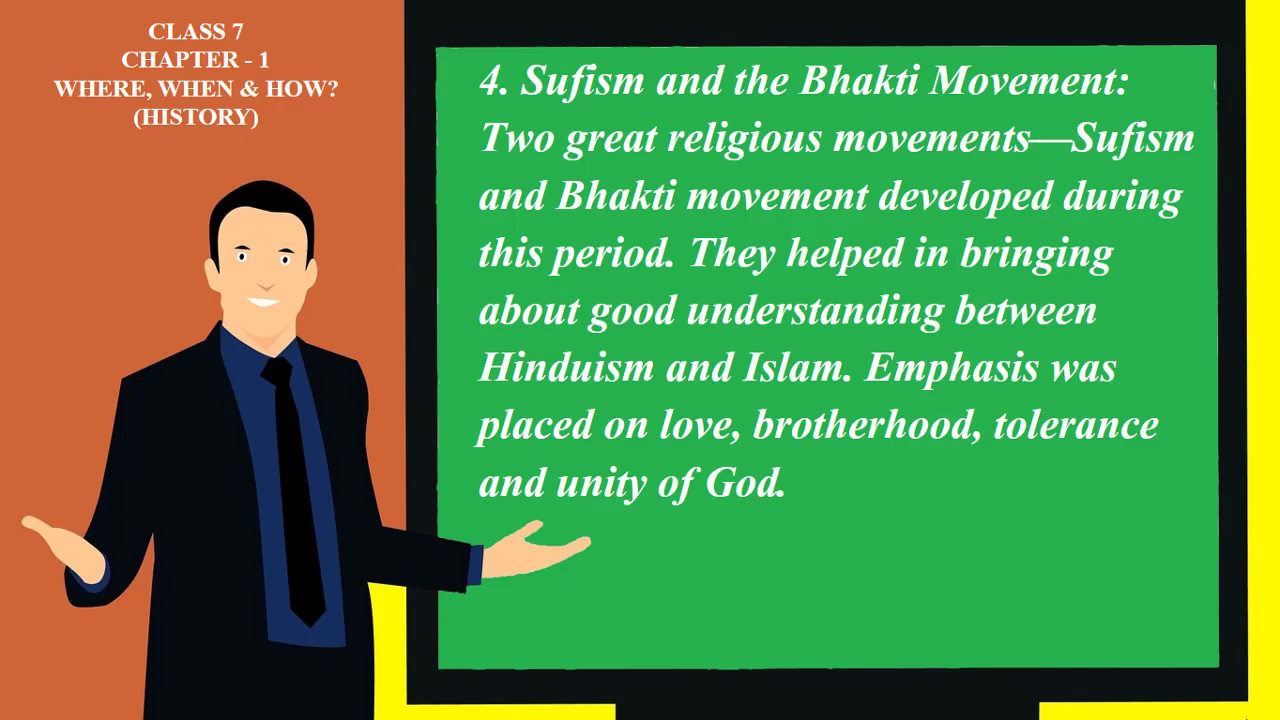 CLASS 7
CHAPTER - 1
WHERE, WHEN & HOW?
(HISTORY)
4. Sufism and the Bhakti Movement:
Two great religious movements—Sufism
and Bhakti movement developed during
this period. They helped in bringing
about good understanding between
Hinduism and Islam. Emphasis was
placed on love, brotherhood, tolerance
and unity of God.